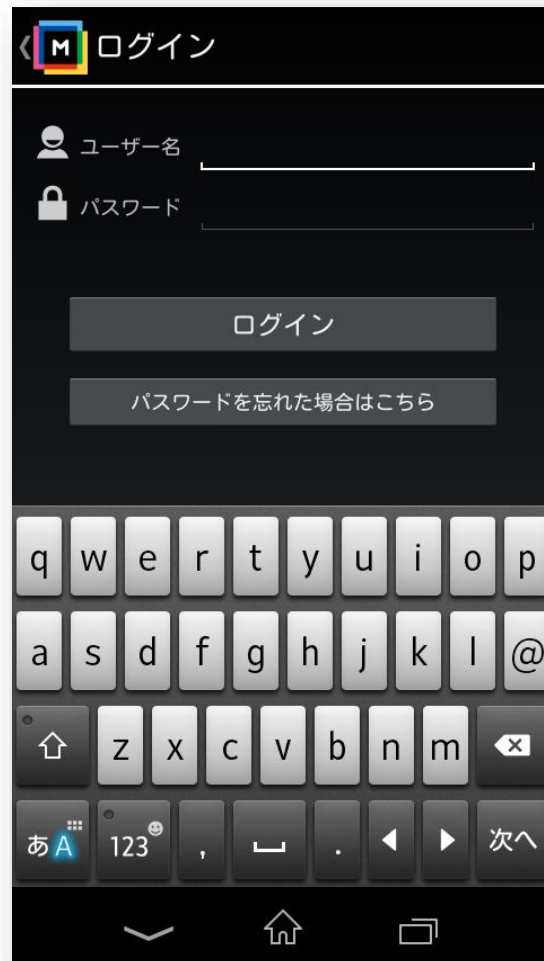 M ログイン
ユーザー名
パスワード
ログイン
パスワードを忘れた場合はこちら
q w e r t y u i o p
a s d f g h j k l @
z x c v b n m
あA 123 , . 次へ